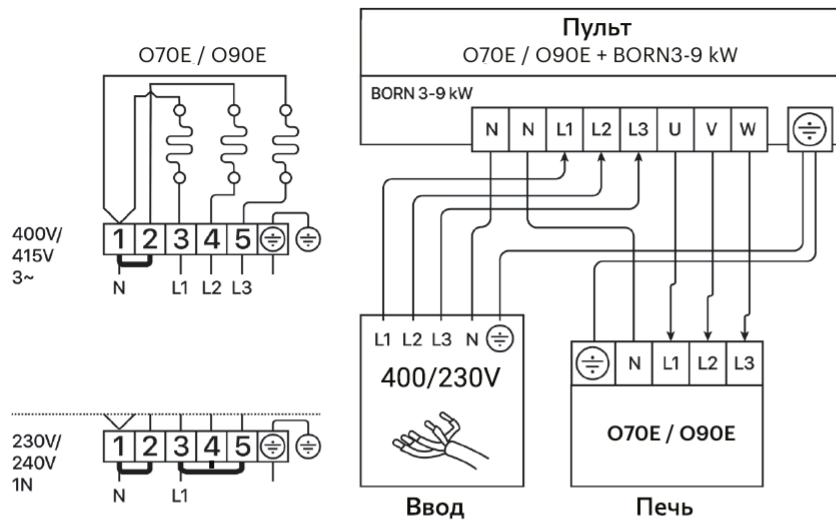 O70E / O90E
1 2 3 4 5
400V/
415V
3~
N L1 L2 L3
230V/
240V
1N
1 2 3 4 5
N L1
Пульт
O70E / O90E + BORN3-9 kW
BORN 3-9 kW
N N L1 L2 L3 U V W
L1 L2 L3 N
400/230V
Ввод
N L1 L2 L3
O70E / O90E
Печь